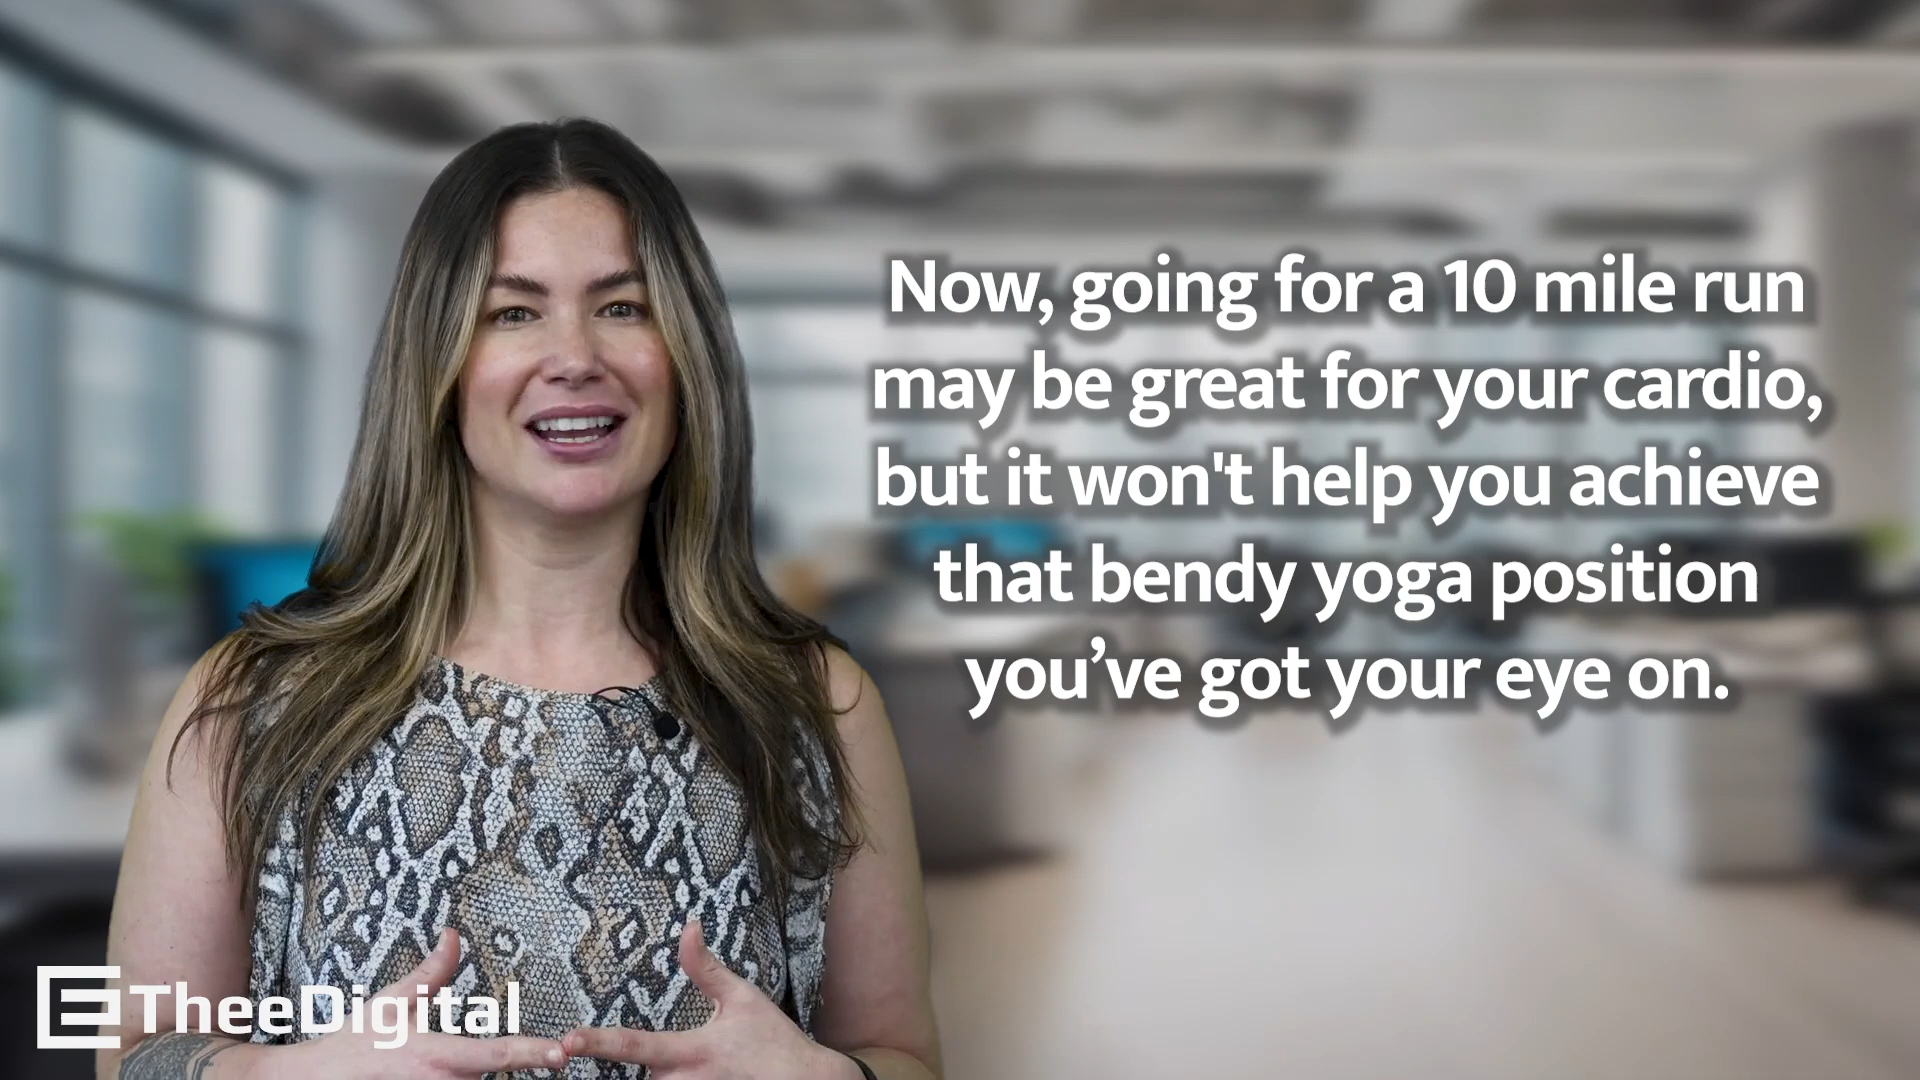 Now, going for a 10 mile run
may be great for your cardio,
but it won't help you achieve
that bendy yoga position
you’ve got your eye on.
TheeDigital